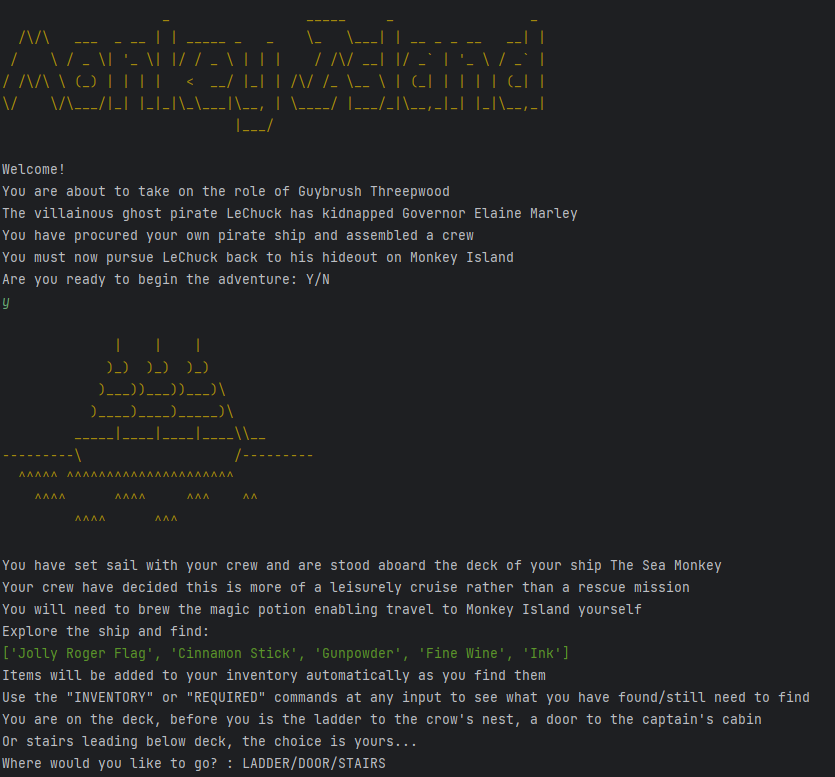 Monkey Island
Welcome!
You are about to take on the role of Guybrush Threepwood
The villainous ghost pirate LeChuck has kidnapped Governor Elaine Marley
You have procured your own pirate ship and assembled a crew
You must now pursue LeChuck back to his hideout on Monkey Island
Are you ready to begin the adventure: Y/N
y
You have set sail with your crew and are stood aboard the deck of your ship The Sea Monkey
Your crew have decided this is more of a leisurely cruise rather than a rescue mission
You will need to brew the magic potion enabling travel to Monkey Island yourself
Explore the ship and find:
['Jolly Roger Flag', 'Cinnamon Stick', 'Gunpowder', 'Fine Wine', 'Ink']
Items will be added to your inventory automatically as you find them
Use the "INVENTORY" or "REQUIRED" commands at any input to see what you have found/still need to find
You are on the deck, before you is the ladder to the crow's nest, a door to the captain's cabin
Or stairs leading below deck, the choice is yours...
Where would you like to go? : LADDER/DOOR/STAIRS